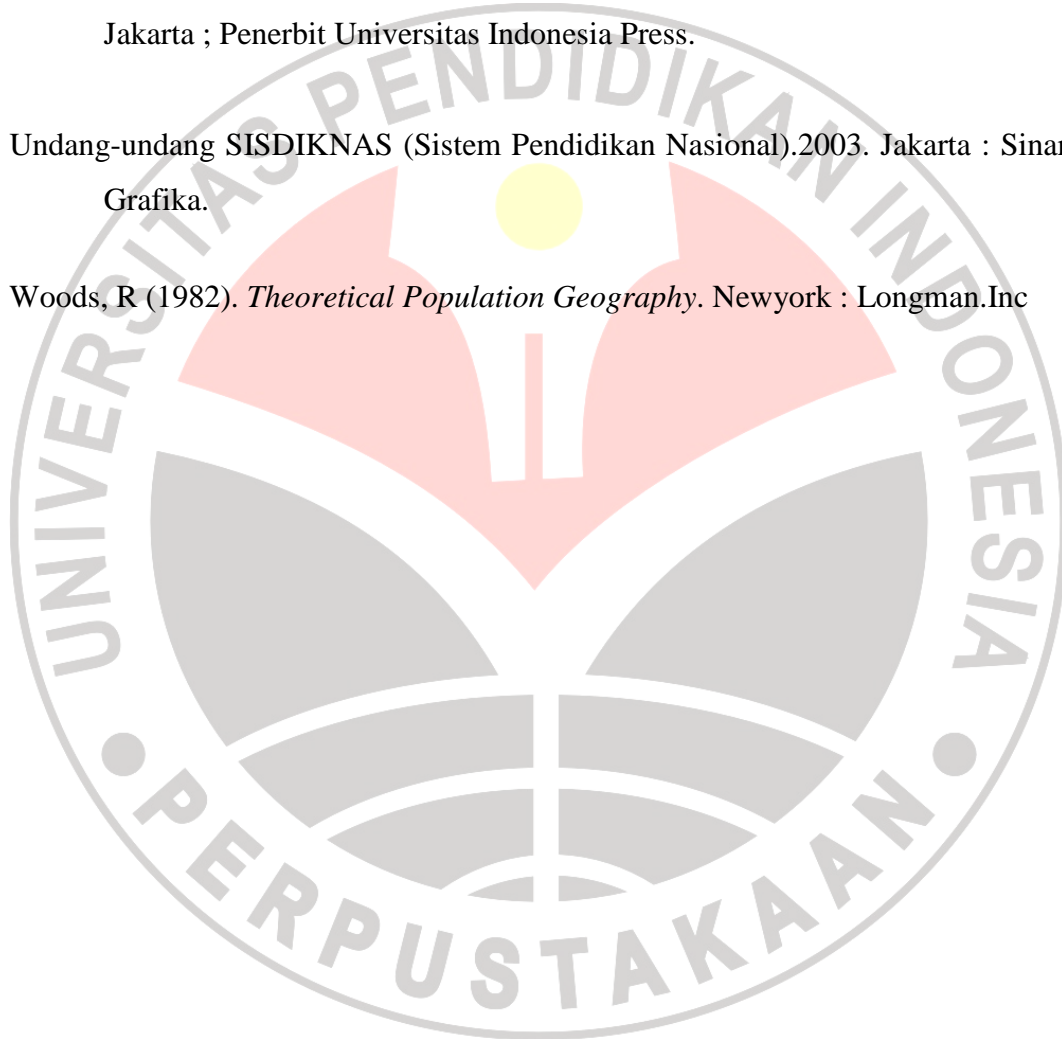 Jakarta ; Penerbit Universitas Indonesia Press.
Undang-undang SISDIKNAS (Sistem Pendidikan Nasional).2003. Jakarta : Sinar
Grafika.
Woods, R (1982). Theoretical Population Geography. Newyork : Longman.Inc
UNIVERSITAS PENDIDIKAN INDONESIA
PERPUSTAKAAN